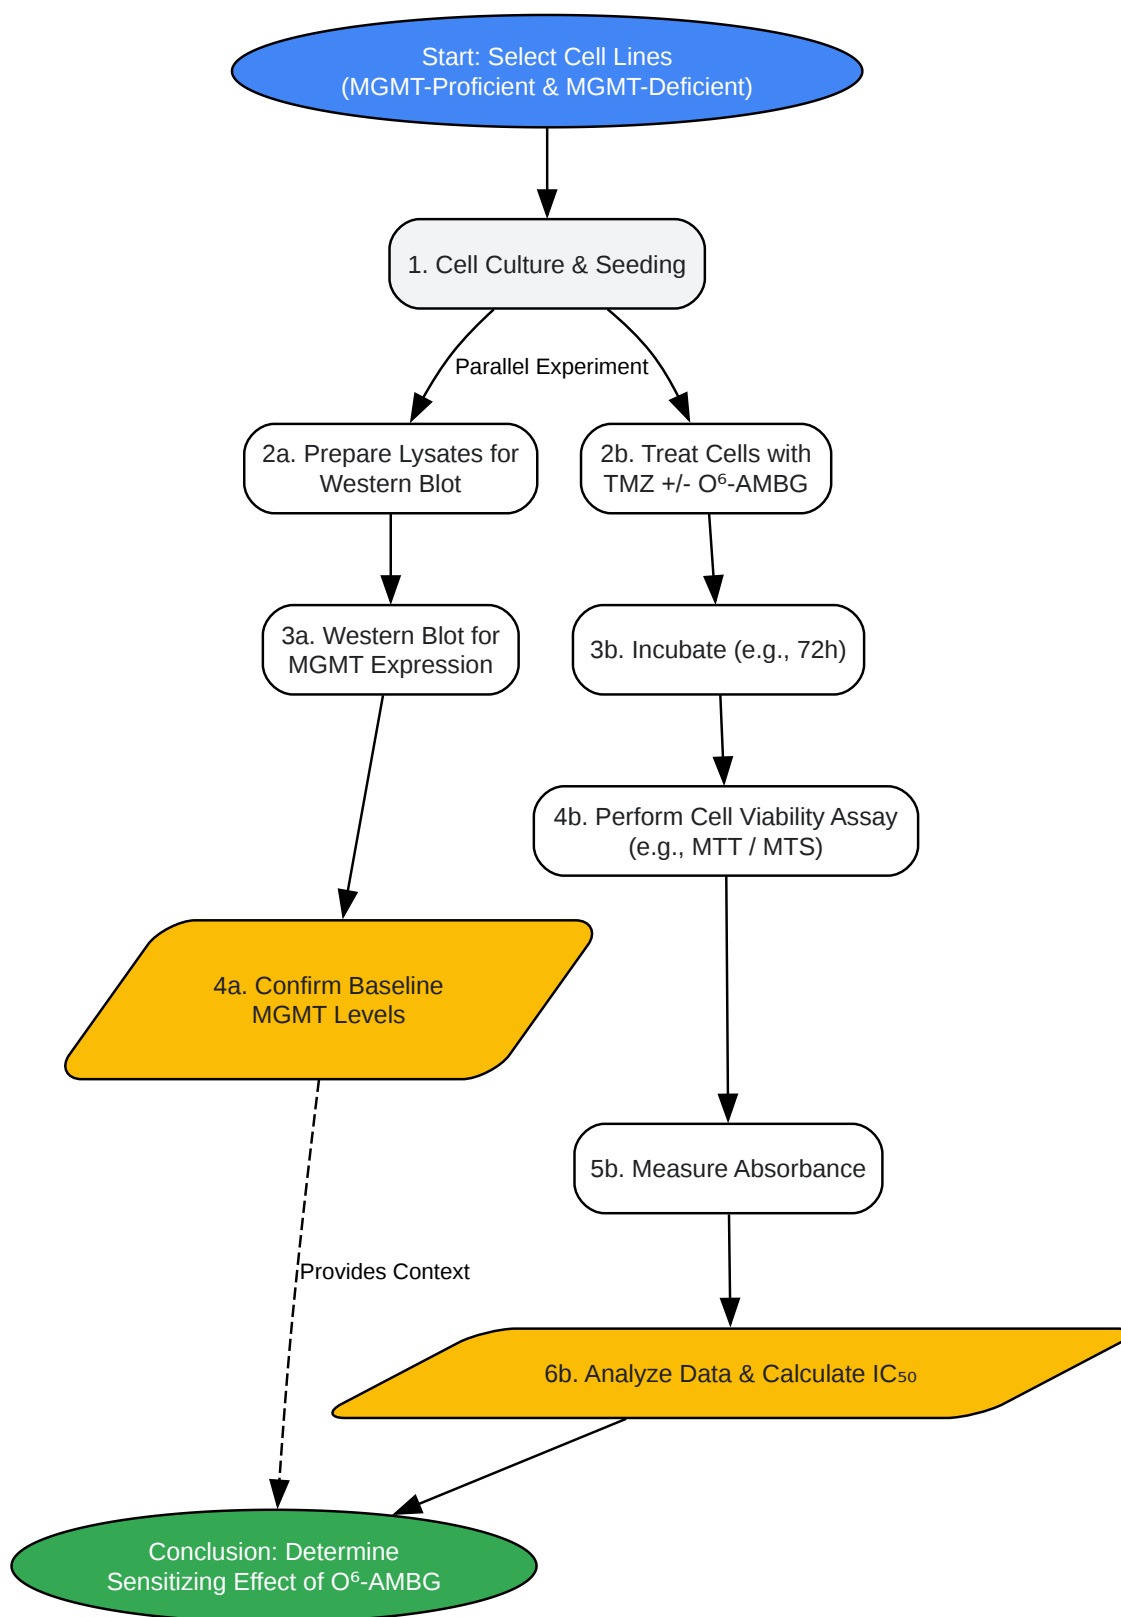 Start: Select Cell Lines
(MGMT-Proficient & MGMT-Deficient)
1. Cell Culture & Seeding
Parallel Experiment
2a. Prepare Lysates for
Western Blot
2b. Treat Cells with
TMZ +/- O⁶-AMBG
3a. Western Blot for
MGMT Expression
3b. Incubate (e.g., 72h)
4b. Perform Cell Viability Assay
(e.g., MTT / MTS)
4a. Confirm Baseline
MGMT Levels
5b. Measure Absorbance
Provides Context
6b. Analyze Data & Calculate IC₅₀
Conclusion: Determine
Sensitizing Effect of O⁶-AMBG